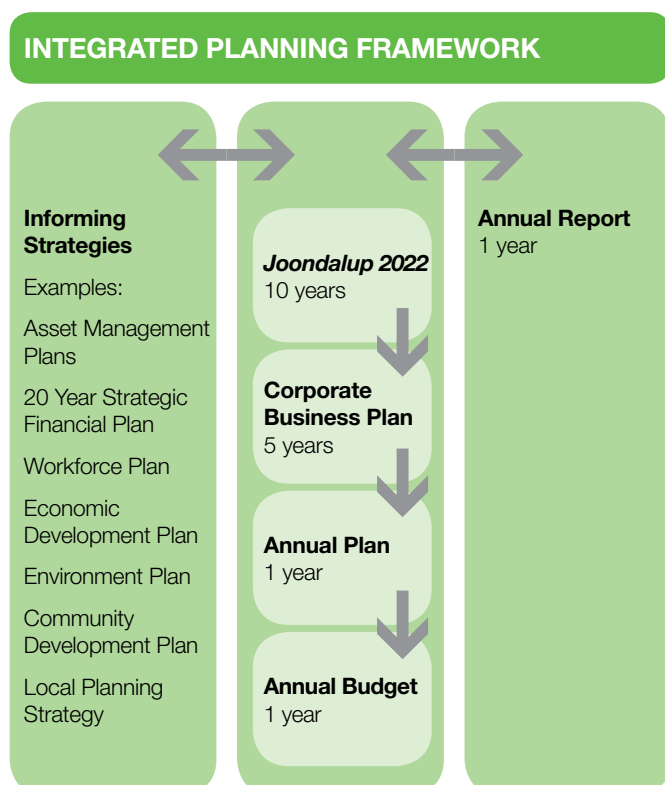 INTEGRATED PLANNING FRAMEWORK
Informing
Strategies
Examples:
Asset Management
Plans
20 Year Strategic
Financial Plan
Workforce Plan
Economic
Development Plan
Environment Plan
Community
Development Plan
Local Planning
Strategy
Joondalup 2022
10 years
Corporate
Business Plan
5 years
Annual Plan
1 year
Annual Budget
1 year
Annual Report
1 year